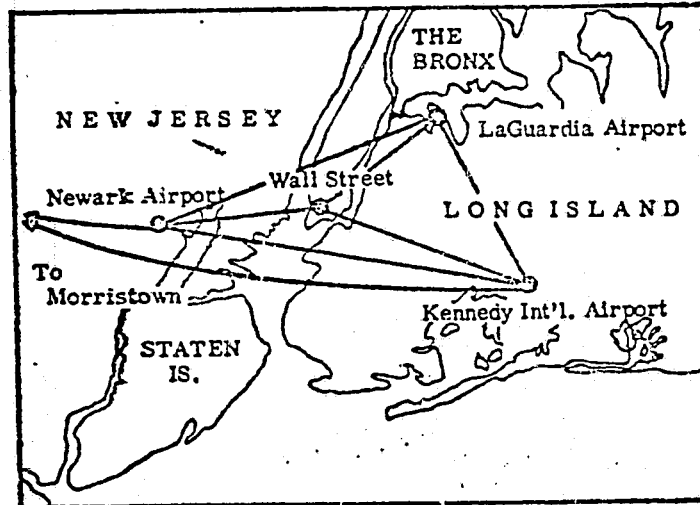 THE
BRONX
NEW JERSEY
LaGuardia Airport
Wall Street
Newark Airport
LONG ISLAND
To
Morristown
Kennedy Int'l. Airport
STATEN
IS.